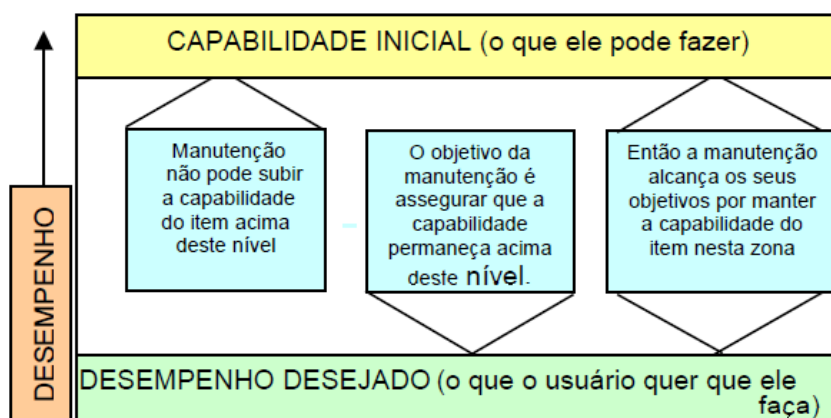 CAPABILIDADE INICIAL (o que ele pode fazer)
Manutenção
não pode subir
a capabilidade
do item acima
deste nível
O objetivo da
manutenção é
assegurar que a
capabilidade
permaneça acima
deste nível.
Então a manutenção
alcança os seus
objetivos por manter
a capabilidade do
item nesta zona
DESEMPENHO
DESEMPENHO DESEJADO (o que o usuário quer que ele
faça)